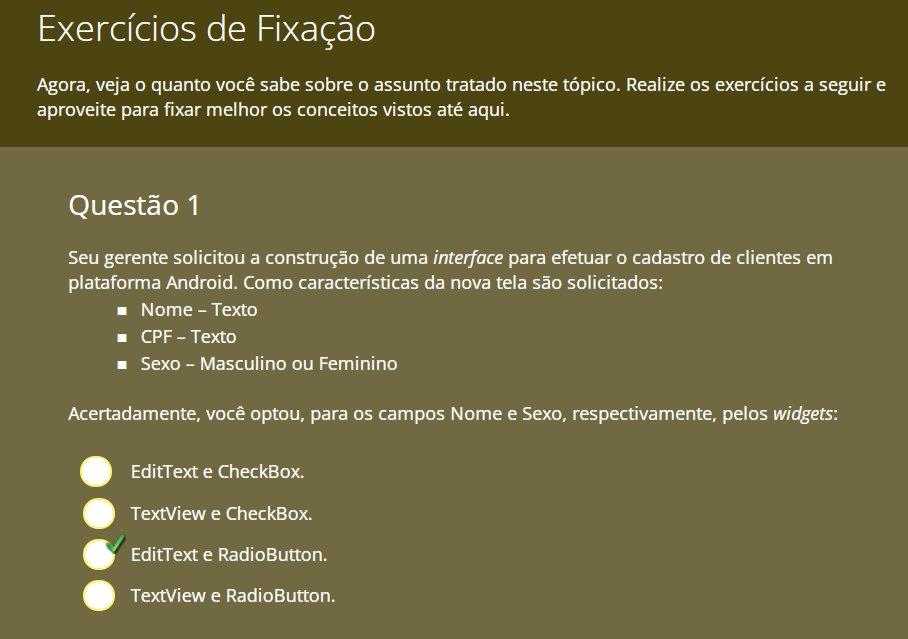 Exercícios de Fixação
Agora, veja o quanto você sabe sobre o assunto tratado neste tópico. Realize os exercícios a seguir e
aproveite para fixar melhor os conceitos vistos até aqui.
Questão 1
Seu gerente solicitou a construção de uma interface para efetuar o cadastro de clientes em
plataforma Android. Como características da nova tela são solicitados:
▪ Nome – Texto
▪ CPF – Texto
▪ Sexo – Masculino ou Feminino
Acertadamente, você optou, para os campos Nome e Sexo, respectivamente, pelos widgets:
EditText e CheckBox.
TextView e CheckBox.
EditText e RadioButton.
TextView e RadioButton.